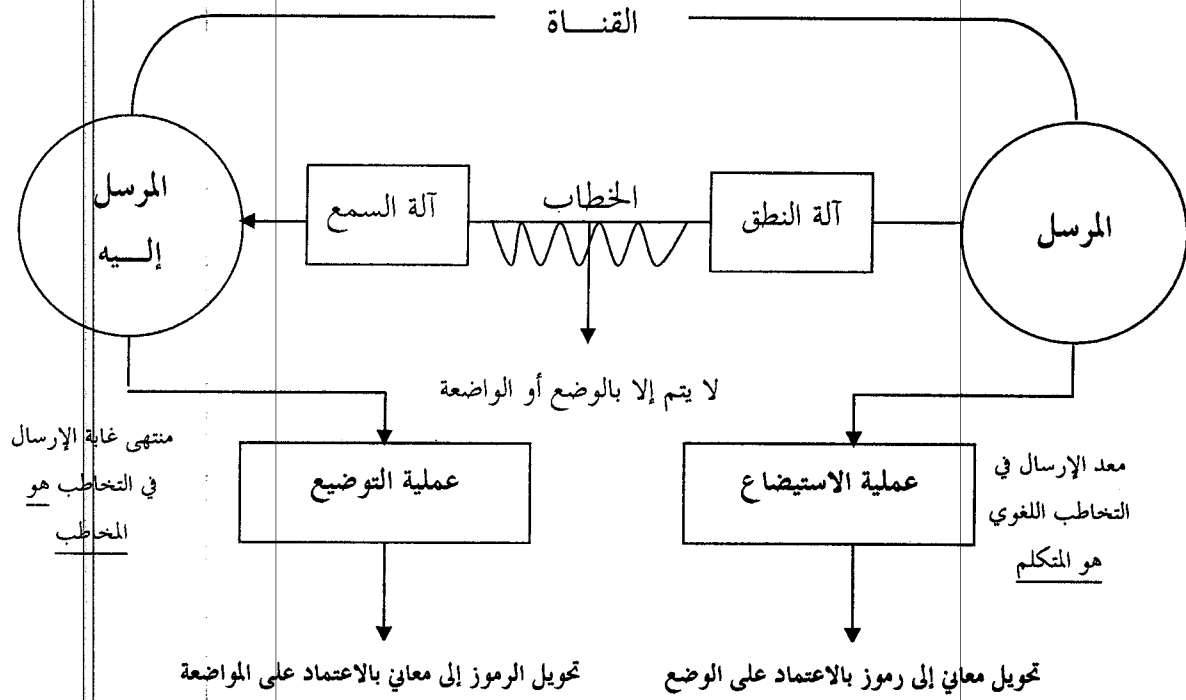 القنـــاة
المرسل
آلة النطق
الخطاب
آلة السمع
المرسل
إلـــيه
لا يتم إلا بالوضع أو الواضعة
عملية الاستيضاع
معد الإرسال في
التخاطب اللغوي
هو المتكلم
عملية التوضيع
منتهى غاية الإرسال
في التخاطب هو
المخاطب
تحويل معاني إلى رموز بالاعتماد على الوضع
تحويل الرموز إلى معاني بالاعتماد على المواضعة